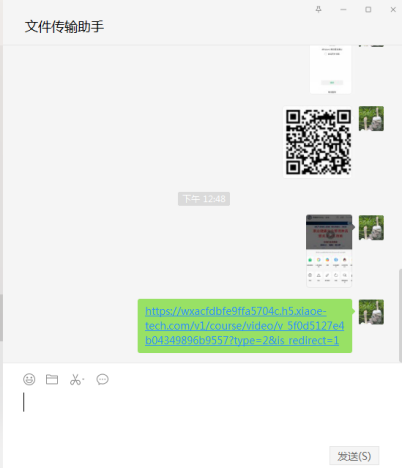 文件传输助手
下午 12:48
https://wxacfdbfe9ffa5704c.h5.xiaoe-
tech.com/v1/course/video/v_5f0d5127e4
b04349896b9557?type=2&is_redirect=1
发送(S)